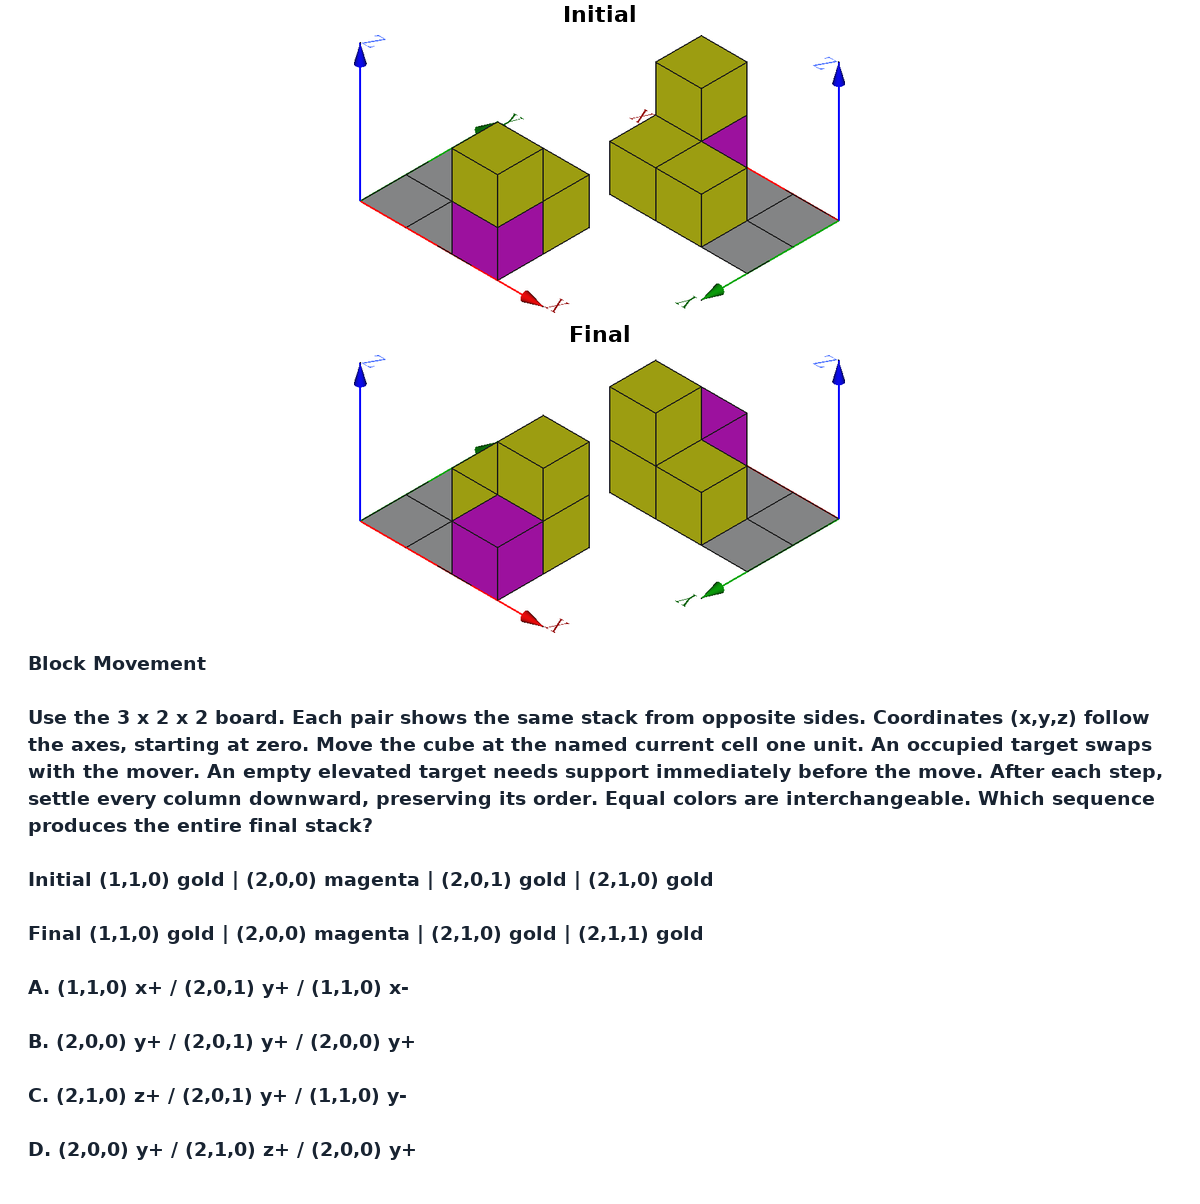 Initial
Z
Y
X
Z
X
Y
Final
Z
X
Z
Y
Block Movement
Use the 3 x 2 x 2 board. Each pair shows the same stack from opposite sides. Coordinates (x,y,z) follow
the axes, starting at zero. Move the cube at the named current cell one unit. An occupied target swaps
with the mover. An empty elevated target needs support immediately before the move. After each step,
settle every column downward, preserving its order. Equal colors are interchangeable. Which sequence
produces the entire final stack?
Initial (1,1,0) gold | (2,0,0) magenta | (2,0,1) gold | (2,1,0) gold
Final (1,1,0) gold | (2,0,0) magenta | (2,1,0) gold | (2,1,1) gold
A. (1,1,0) x+ / (2,0,1) y+ / (1,1,0) x-
B. (2,0,0) y+ / (2,0,1) y+ / (2,0,0) y+
C. (2,1,0) z+ / (2,0,1) y+ / (1,1,0) y-
D. (2,0,0) y+ / (2,1,0) z+ / (2,0,0) y+